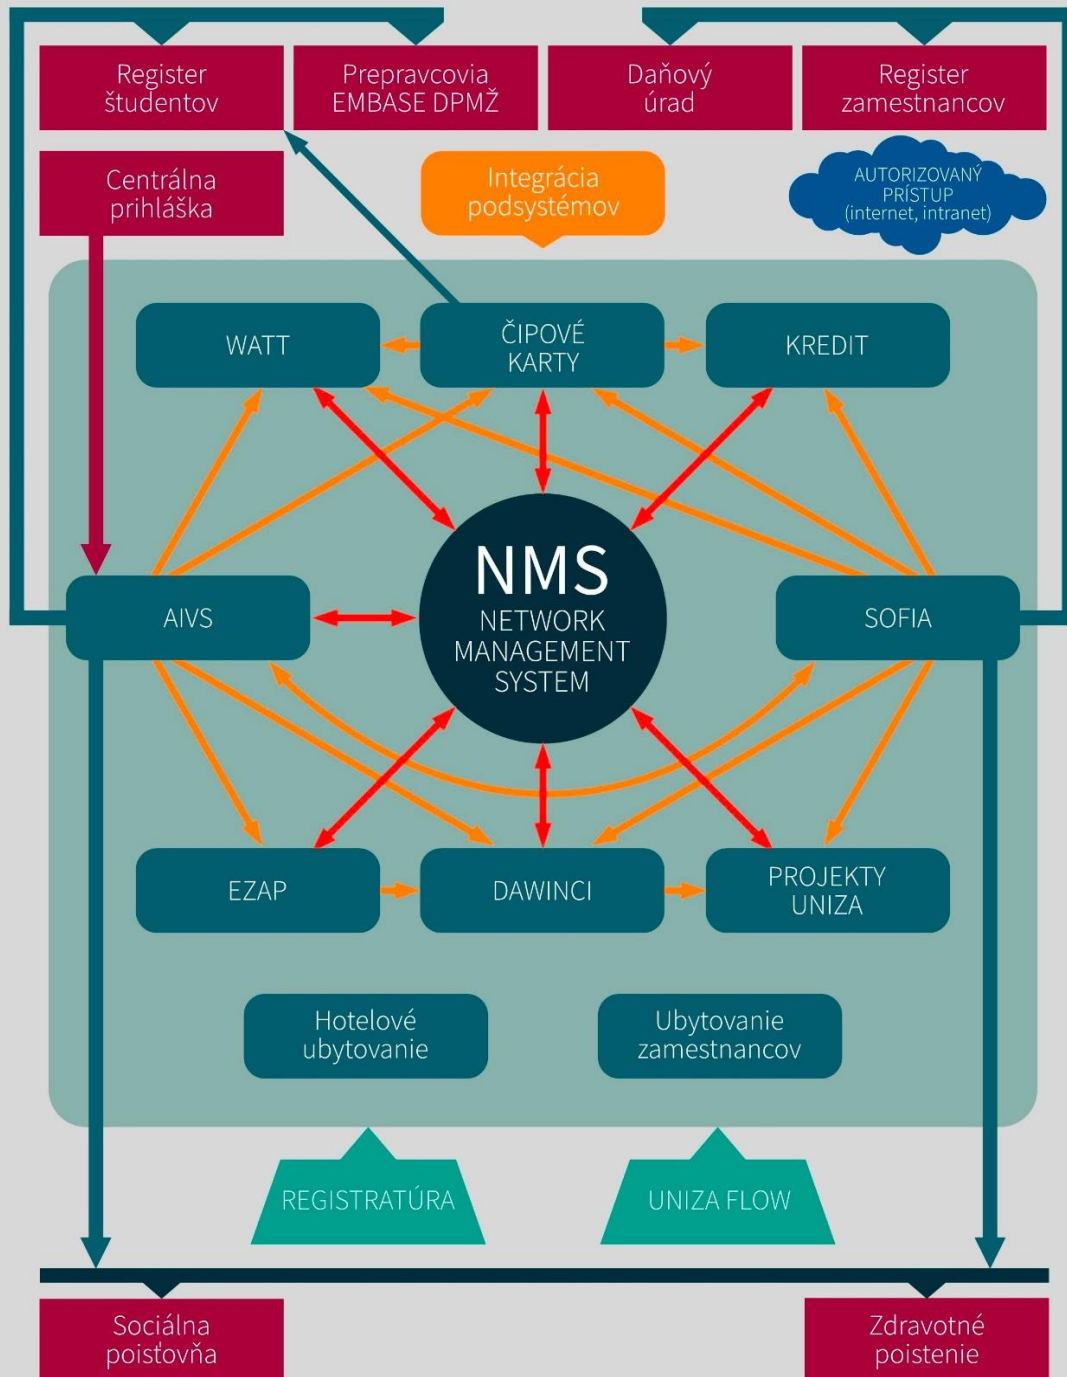 Register
študentov
Prepravcovia
EMBASE DPMŽ
Daňový
úrad
Register
zamestnancov
Centrálna
prihláška
Integrácia
podsystémov
AUTORIZOVANÝ
PRÍSTUP
(internet, intranet)
WATT
ČIPOVÉ
KARTY
KREDIT
AIVS
NMS
NETWORK
MANAGEMENT
SYSTEM
SOFIA
EZAP
DAWINCI
PROJEKTY
UNIZA
Hotelové
ubytovanie
Ubytovanie
zamestnancov
REGISTRATÚRA
UNIZA FLOW
Sociálna
poisťovňa
Zdravotné
poistenie